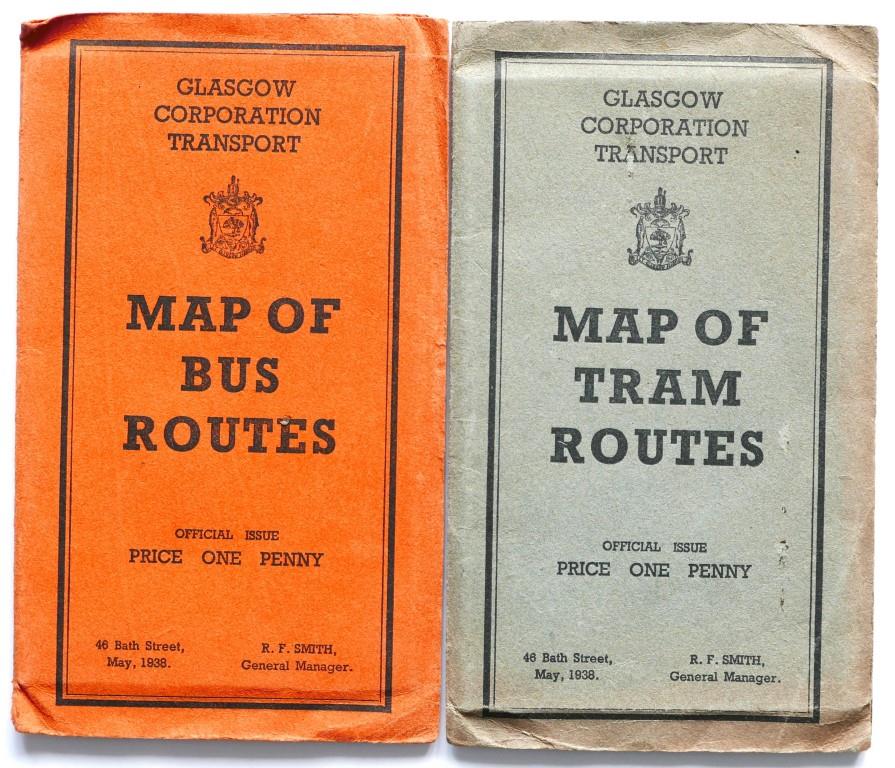 GLASGOW
CORPORATION
TRANSPORT
MAP OF
BUS
ROUTES
OFFICIAL ISSUE
PRICE ONE PENNY
46 Bath Street,
May, 1938.
R. F. SMITH,
General Manager.
GLASGOW
CORPORATION
TRANSPORT
MAP OF
TRAM
ROUTES
OFFICIAL ISSUE
PRICE ONE PENNY
46 Bath Street,
May, 1938.
R. F. SMITH,
General Manager.